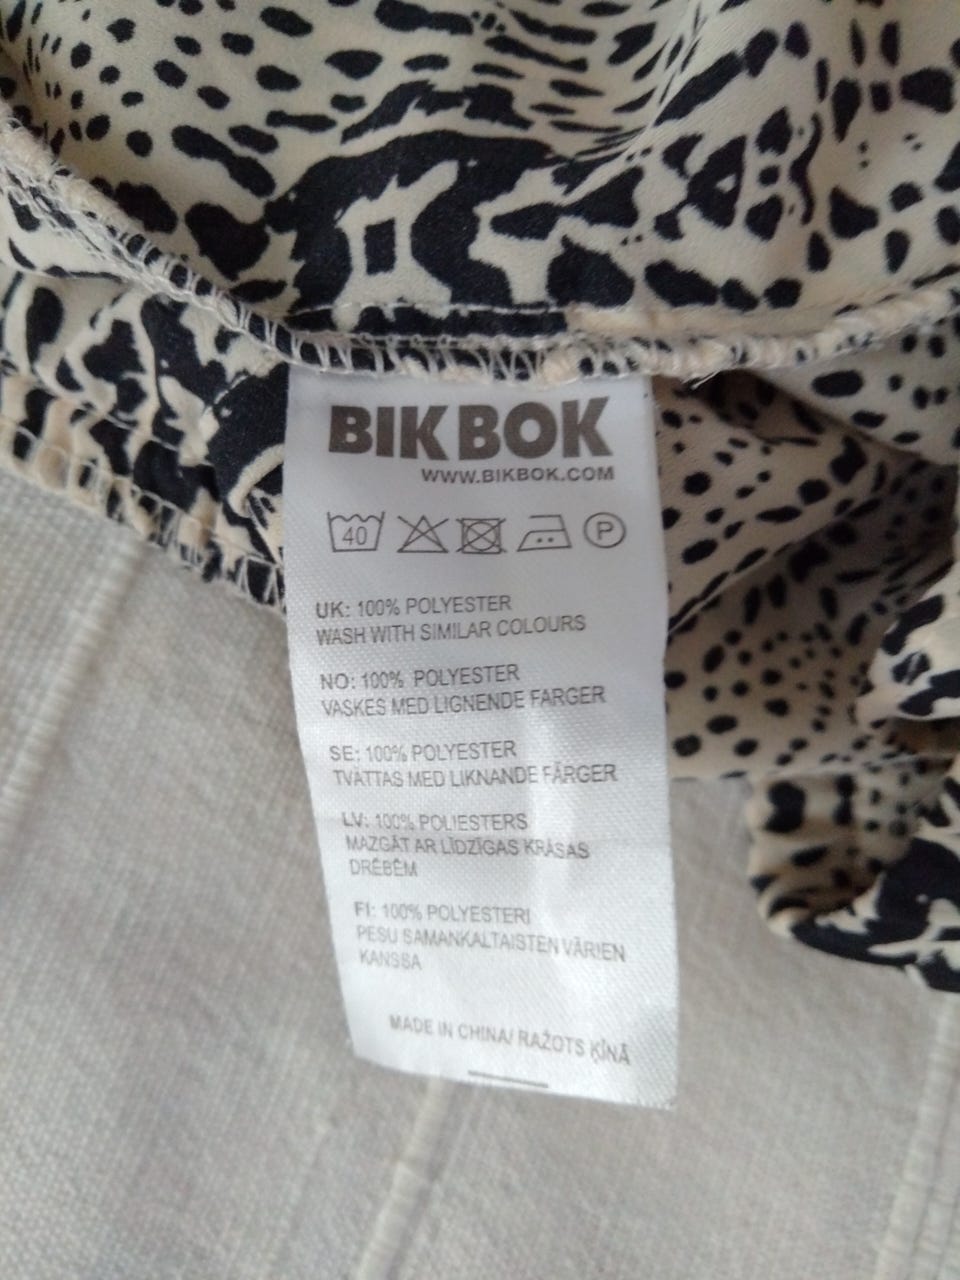 BIK BOK
WWW.BIKBOK.COM
40 P
UK: 100% POLYESTER
WASH WITH SIMILAR COLOURS
NO: 100% POLYESTER
VASKES MED LIGNENDE FARGER
SE: 100% POLYESTER
TVÄTTAS MED LIKNANDE FÄRGER
LV: 100% POLIESTERS
MAZGĀT AR LĪDZĪGAS KRĀSAS
DRĒBĒM
FI: 100% POLYESTERI
PESU SAMANKALTAISTEN VÄRIEN
KANSSA
MADE IN CHINA/ RAŽOTS ĶĪNĀ